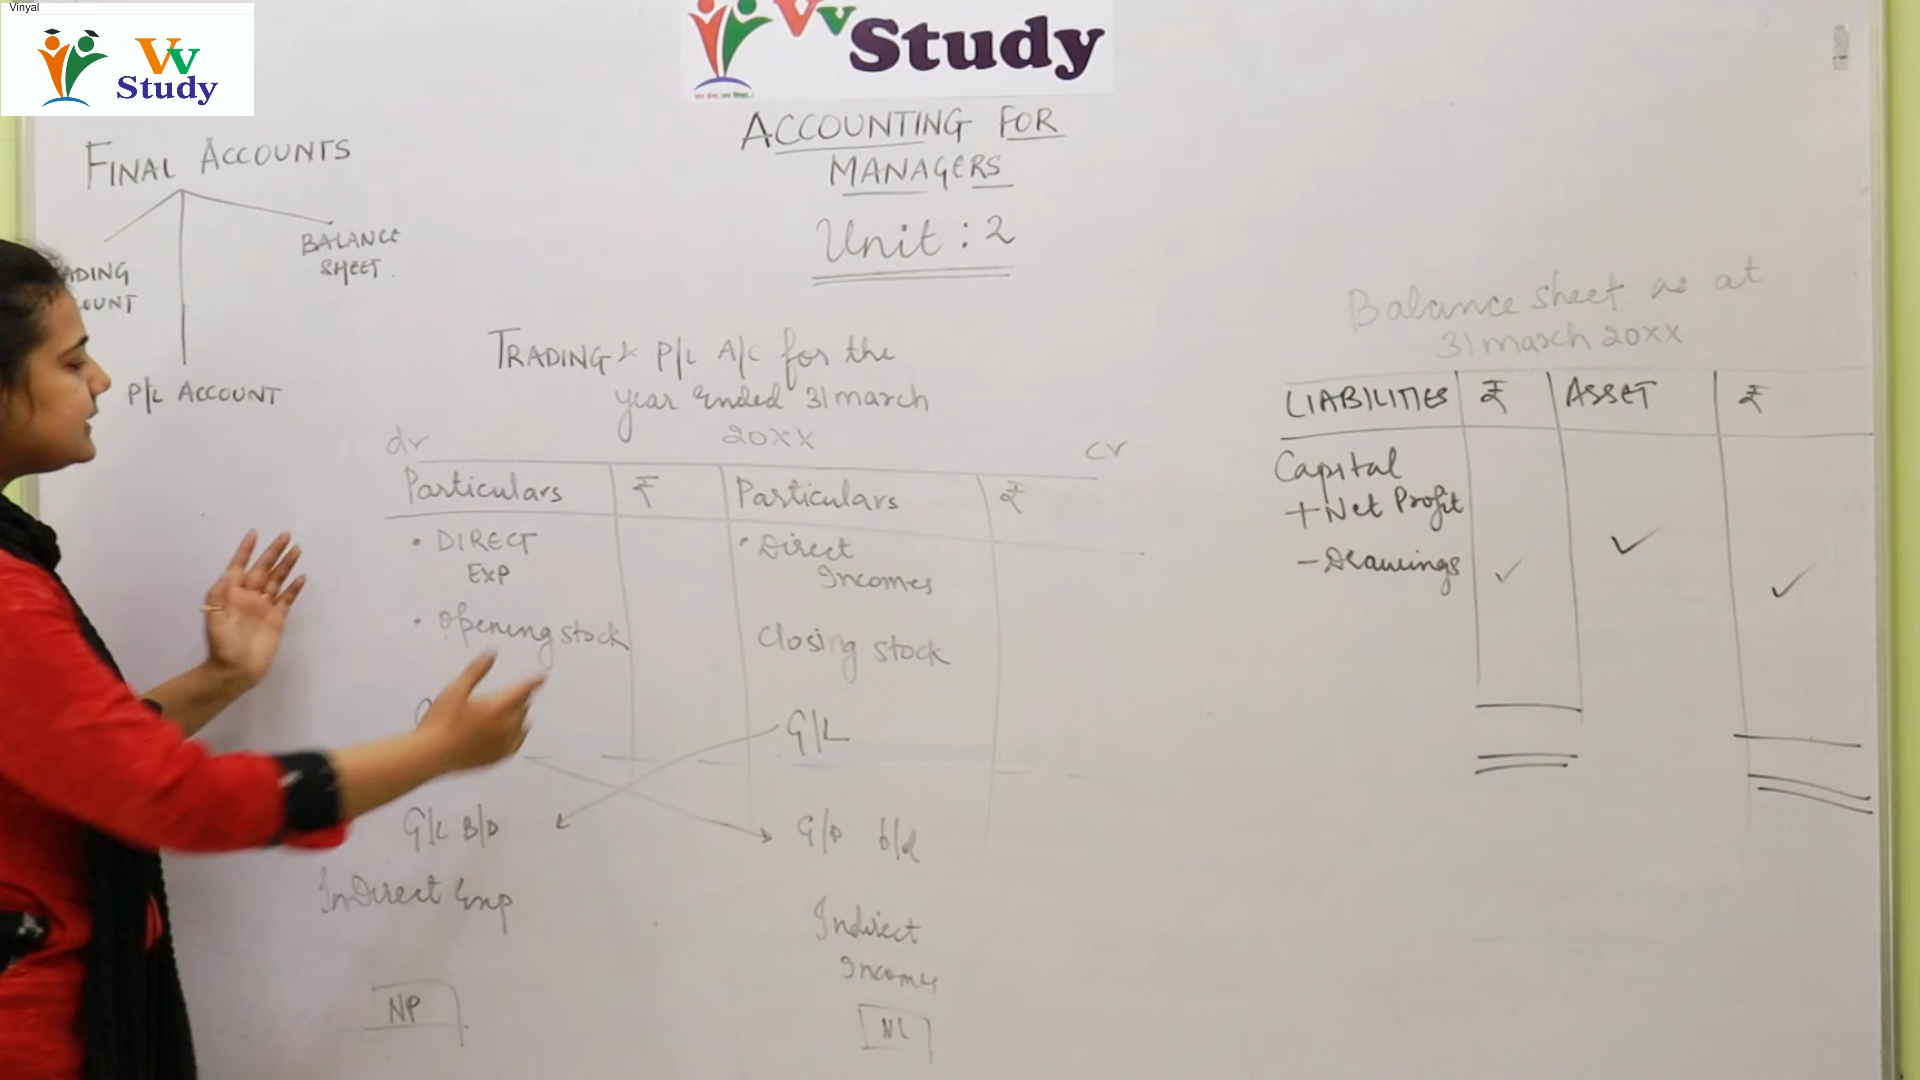 Vinyal
Vv
Study
Vv Study
ACCOUNTING FOR
MANAGERS
Unit : 2
FINAL ACCOUNTS
BALANCE
SHEET.
P/L ACCOUNT
TRADING & P/L A/C for the
year Ended 31 march
20XX
dr
cr
Particulars ₹ Particulars ₹
• DIRECT
EXP
• Opening stock
• Direct
Incomes
Closing stock
G/L
G/L B/D
G/P b/d
InDirect Exp
Indirect
Incomes
NP
NL
Balance sheet as at
31 march 20XX
LIABILITIES ₹ ASSET ₹
Capital
+ Net Profit
- Drawings